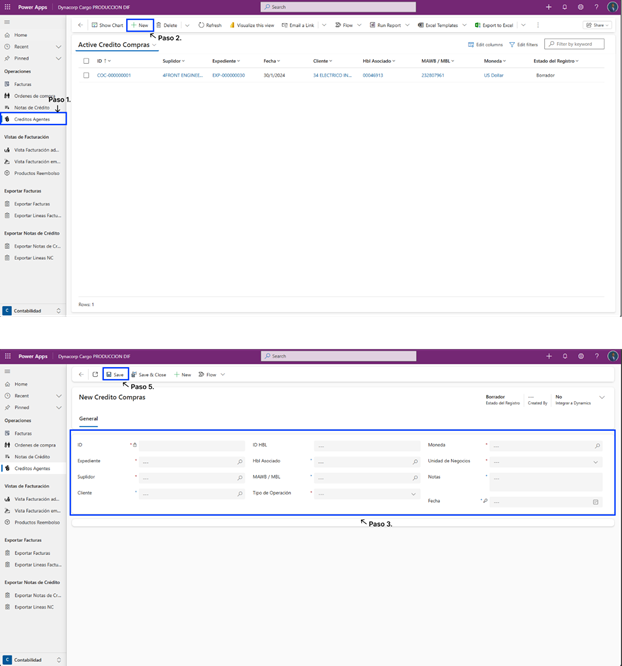 Power Apps Dynacorp Cargo PRODUCCION DIF Search
Show Chart New Delete Refresh Visualize this view Email a Link Flow Run Report Excel Templates Export to Excel Share
Paso 2.
Home
Recent
Pinned
Operaciones
Facturas
Ordenes de compra
Paso 1.
Notas de Crédito
Creditos Agentes
Vistas de Facturación
Vista Facturación ad...
Vista Facturación em...
Productos Reembolso
Exportar Facturas
Exportar Facturas
Exportar Lineas Factu...
Exportar Notas de Crédito
Exportar Notas de Cr...
Exportar Lineas NC
C Contabilidad
Active Credito Compras
Edit columns Edit filters Filter by keyword
ID Suplidor Expediente Fecha Cliente Hbl Asociado MAWB / MBL Moneda Estado del Registro
COC-000000001 4FRONT ENGINEE... EXP-000000030 30/1/2024 34 ELECTRICO IN... 00046013 232807961 US Dollar Borrador
Rows: 1
Power Apps Dynacorp Cargo PRODUCCION DIF Search
Save Save & Close New Flow
Paso 5.
Home
Recent
Pinned
Operaciones
Facturas
Ordenes de compra
Notas de Crédito
Creditos Agentes
Vistas de Facturación
Vista Facturación ad...
Vista Facturación em...
Productos Reembolso
Exportar Facturas
Exportar Facturas
Exportar Lineas Factu...
Exportar Notas de Crédito
Exportar Notas de Cr...
Exportar Lineas NC
C Contabilidad
New Credito Compras
Borrador --- No
Estado del Registro Created By Integrar a Dynamics
General
ID * --- ID HBL --- Moneda * ---
Expediente * --- Hbl Asociado * --- Unidad de Negocios * ---
Suplidor * --- MAWB / MBL * --- Notas * ---
Cliente * --- Tipo de Operación * ---
Fecha * ---
Paso 3.